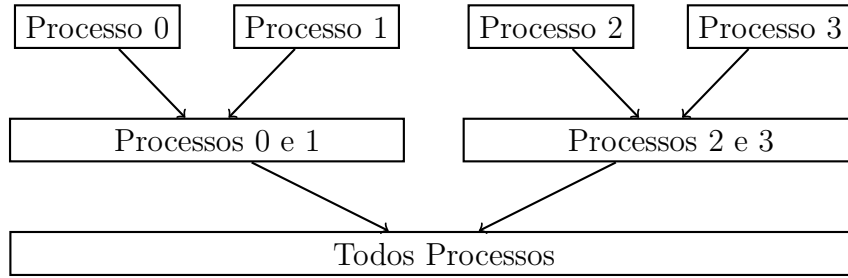 Processo 0 Processo 1 Processo 2 Processo 3
Processos 0 e 1 Processos 2 e 3
Todos Processos